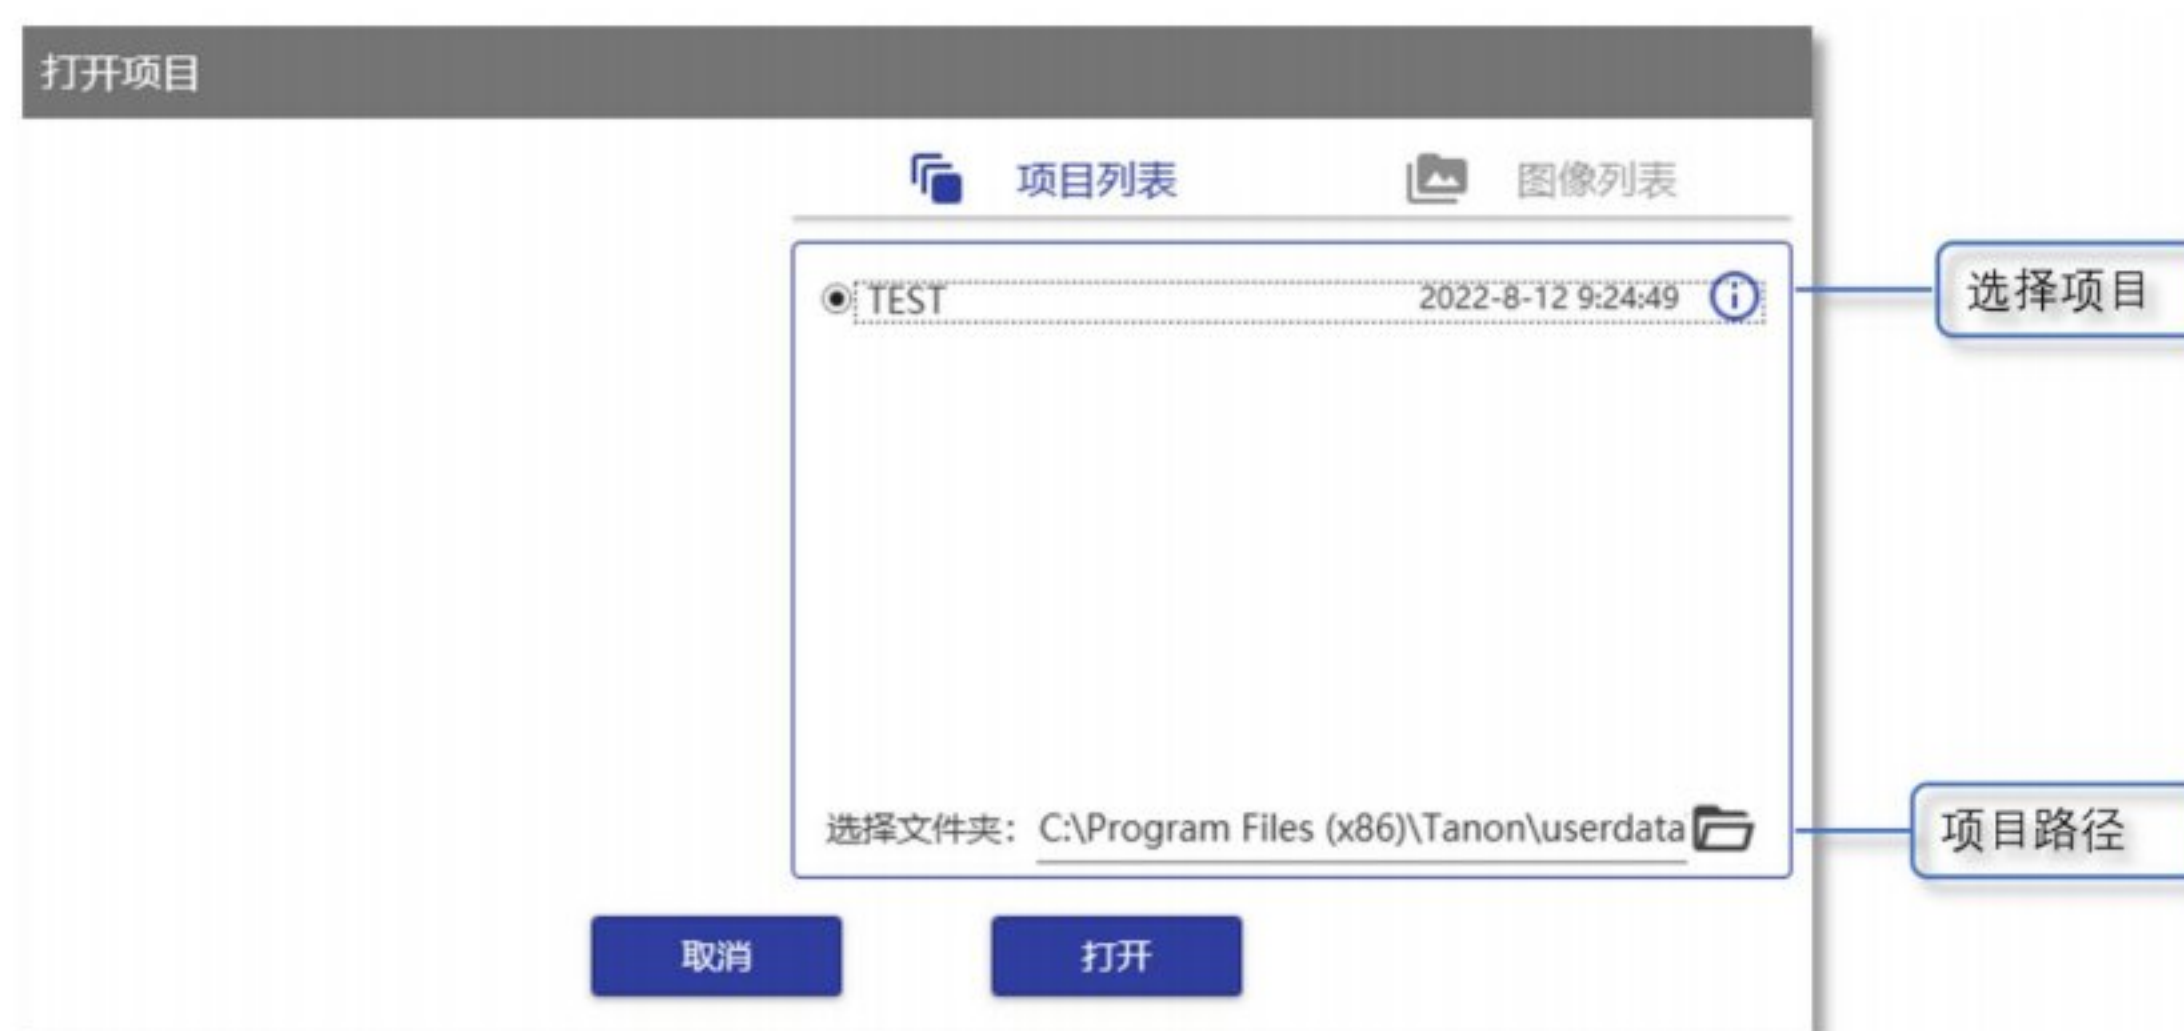 打开项目
项目列表
图像列表
TEST 2022-8-12 9:24:49
选择项目
选择文件夹: C:\Program Files (x86)\Tanon\userdata
项目路径
取消
打开